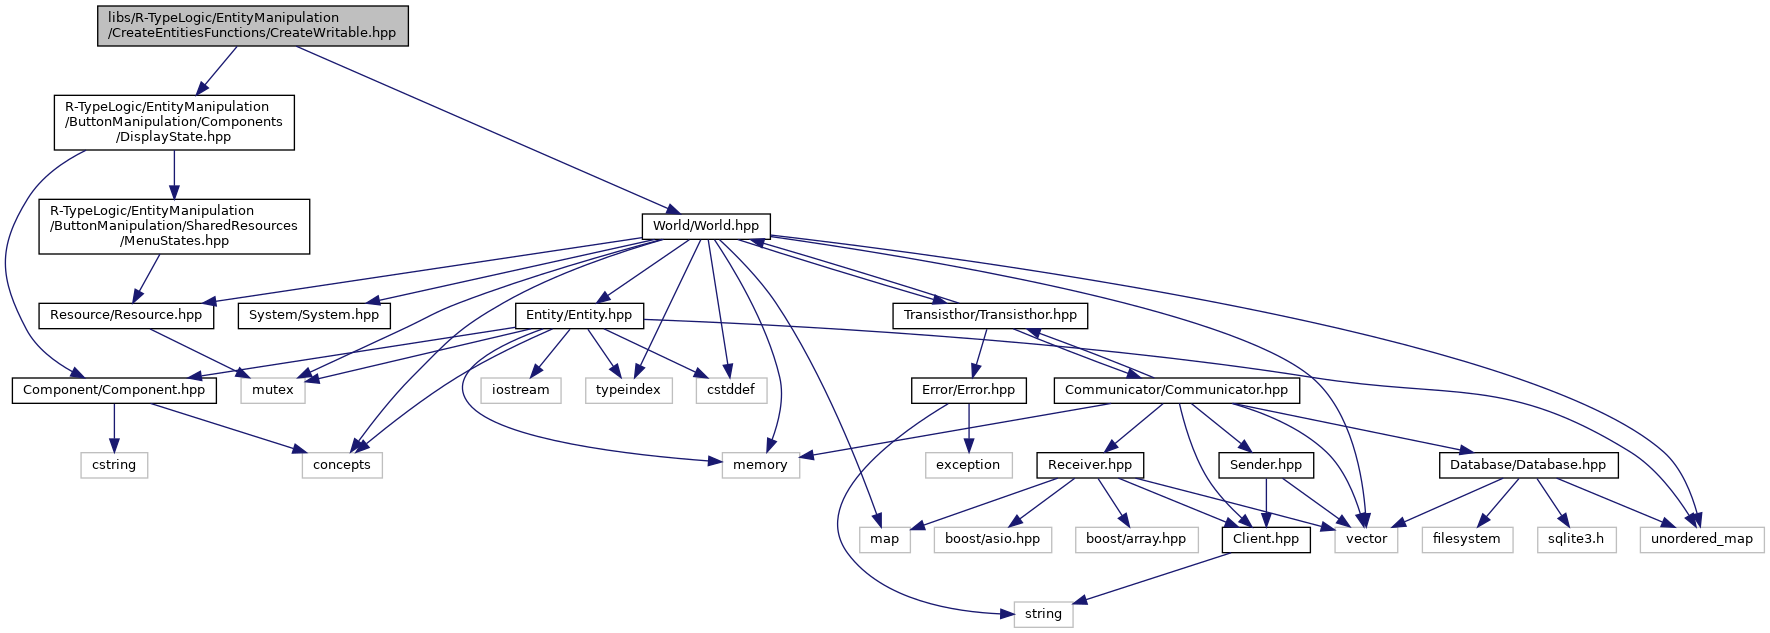 libs/R-TypeLogic/EntityManipulation
/CreateEntitiesFunctions/CreateWritable.hpp
R-TypeLogic/EntityManipulation
/ButtonManipulation/Components
/DisplayState.hpp
R-TypeLogic/EntityManipulation
/ButtonManipulation/SharedResources
/MenuStates.hpp
World/World.hpp
Resource/Resource.hpp
System/System.hpp
Entity/Entity.hpp
Transisthor/Transisthor.hpp
Component/Component.hpp
mutex
iostream
typeindex
cstddef
Error/Error.hpp
Communicator/Communicator.hpp
cstring
concepts
memory
exception
Receiver.hpp
Sender.hpp
Database/Database.hpp
map
boost/asio.hpp
boost/array.hpp
Client.hpp
vector
filesystem
sqlite3.h
unordered_map
string